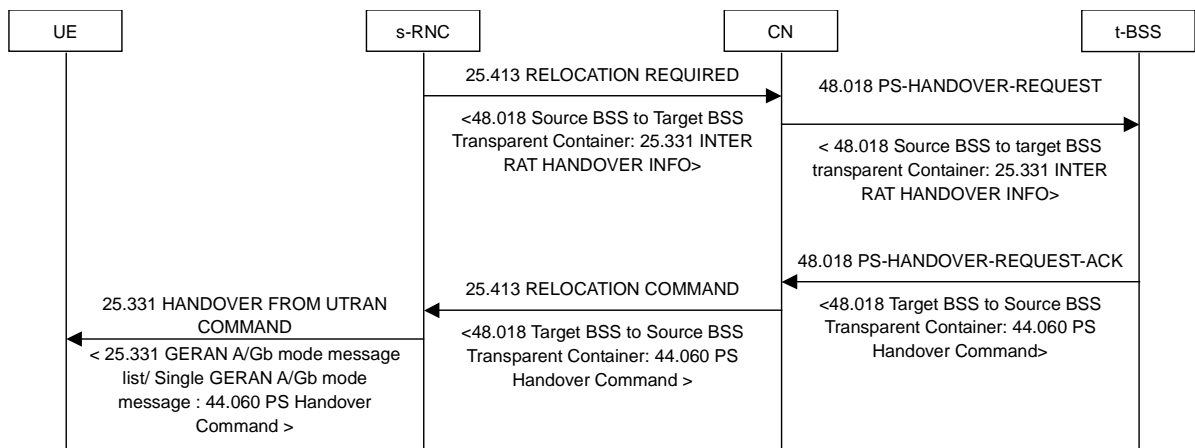 UE
s-RNC
CN
t-BSS
25.413 RELOCATION REQUIRED
<48.018 Source BSS to Target BSS
Transparent Container: 25.331 INTER
RAT HANDOVER INFO>
48.018 PS-HANDOVER-REQUEST
< 48.018 Source BSS to target BSS
transparent Container: 25.331 INTER
RAT HANDOVER INFO>
48.018 PS-HANDOVER-REQUEST-ACK
<48.018 Target BSS to Source BSS
Transparent Container: 44.060 PS
Handover Command>
25.413 RELOCATION COMMAND
<48.018 Target BSS to Source BSS
Transparent Container: 44.060 PS
Handover Command >
25.331 HANDOVER FROM UTRAN
COMMAND
< 25.331 GERAN A/Gb mode message
list/ Single GERAN A/Gb mode
message : 44.060 PS Handover
Command >